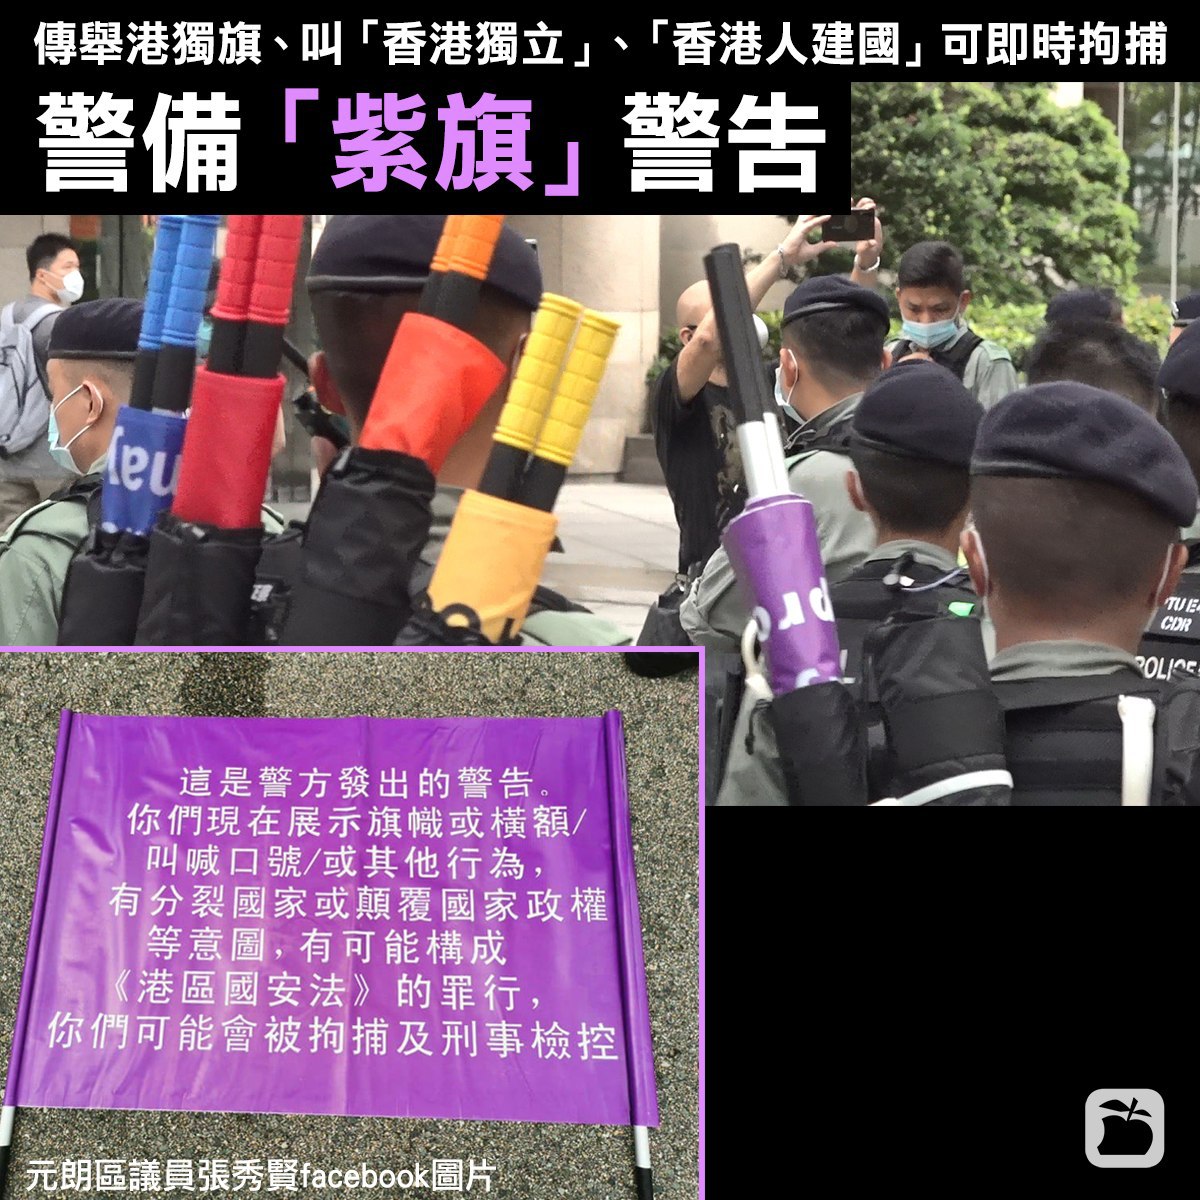 傳舉港獨旗、叫「香港獨立」、「香港人建國」可即時拘捕
警備「紫旗」警告
TU E
CDR
POLICE
這是警方發出的警告。
你們現在展示旗幟或橫額/
叫喊口號/或其他行為，
有分裂國家或顛覆國家政權
等意圖，有可能構成
《港區國安法》的罪行，
你們可能會被拘捕及刑事檢控
元朗區議員張秀賢facebook圖片